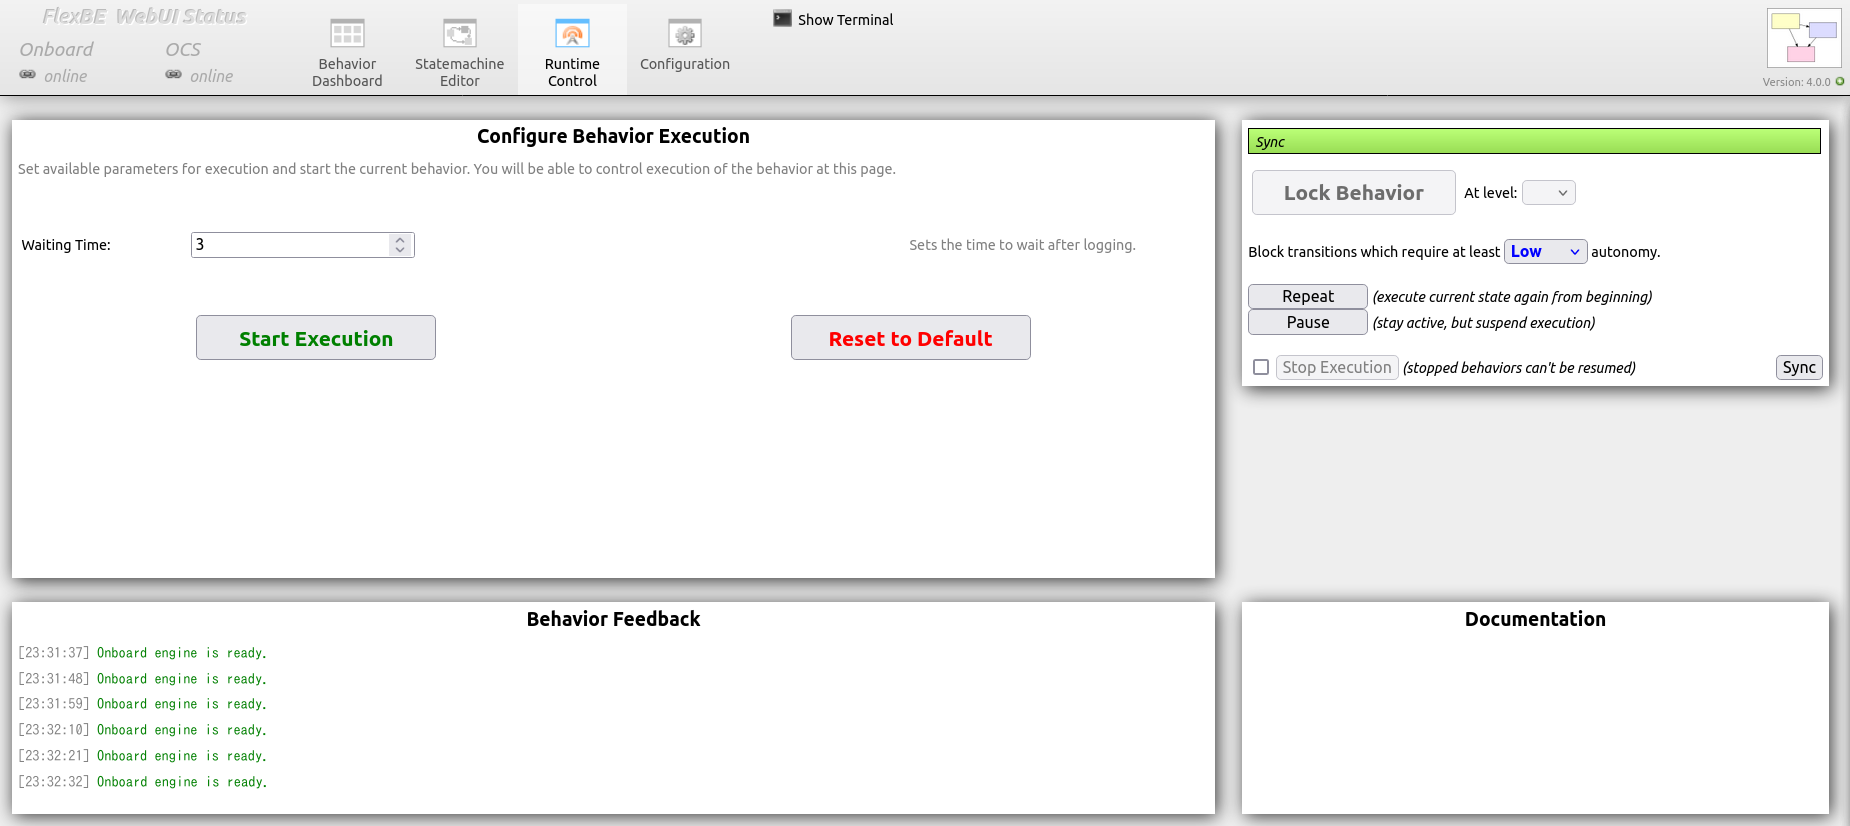 FlexBE WebUI Status
Onboard
OCS
online
online
Behavior
Dashboard
Statemachine
Editor
Runtime
Control
Configuration
Show Terminal
Version: 4.0.0
Configure Behavior Execution
Set available parameters for execution and start the current behavior. You will be able to control execution of the behavior at this page.
Waiting Time:
3
Sets the time to wait after logging.
Start Execution
Reset to Default
Sync
Lock Behavior
At level:
Block transitions which require at least Low autonomy.
Repeat (execute current state again from beginning)
Pause (stay active, but suspend execution)
Stop Execution (stopped behaviors can't be resumed)
Sync
Behavior Feedback
[23:31:37] Onboard engine is ready.
[23:31:48] Onboard engine is ready.
[23:31:59] Onboard engine is ready.
[23:32:10] Onboard engine is ready.
[23:32:21] Onboard engine is ready.
[23:32:32] Onboard engine is ready.
Documentation